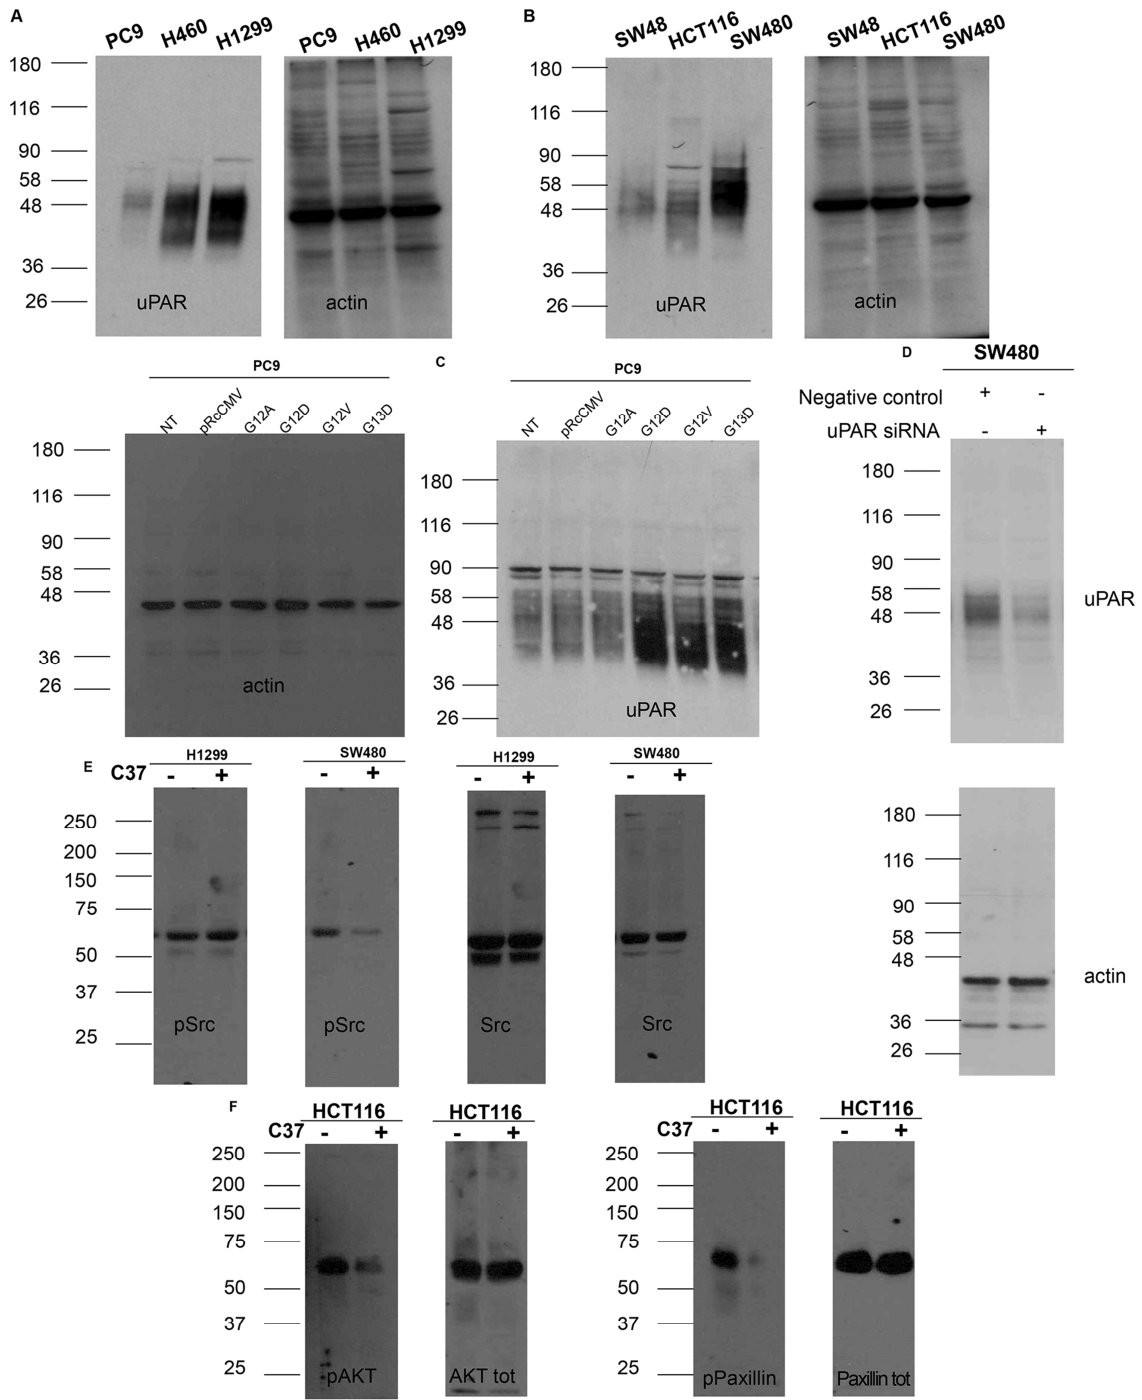 A
PC9 H460 H1299
PC9 H460 H1299
180
116
90
58
48
36
26
uPAR
actin
B
SW48 HCT116 SW480
SW48 HCT116 SW480
180
116
90
58
48
36
26
uPAR
actin
PC9
NT pRcCMV G12A G12D G12V G13D
180
116
90
58
48
36
26
actin
C
PC9
NT pRcCMV G12A G12D G12V G13D
180
116
90
58
48
36
26
uPAR
D
SW480
Negative control + -
uPAR siRNA - +
180
116
90
58
48
36
26
uPAR
180
116
90
58
48
36
26
actin
E
H1299 SW480 H1299 SW480
C37 - + - + - + - +
250
200
150
75
50
37
25
pSrc pSrc Src Src
F
HCT116 HCT116
C37 - + - +
250
200
150
75
50
37
25
pAKT AKT tot
HCT116 HCT116
C37 - + - +
250
200
150
75
50
37
25
pPaxillin Paxillin tot